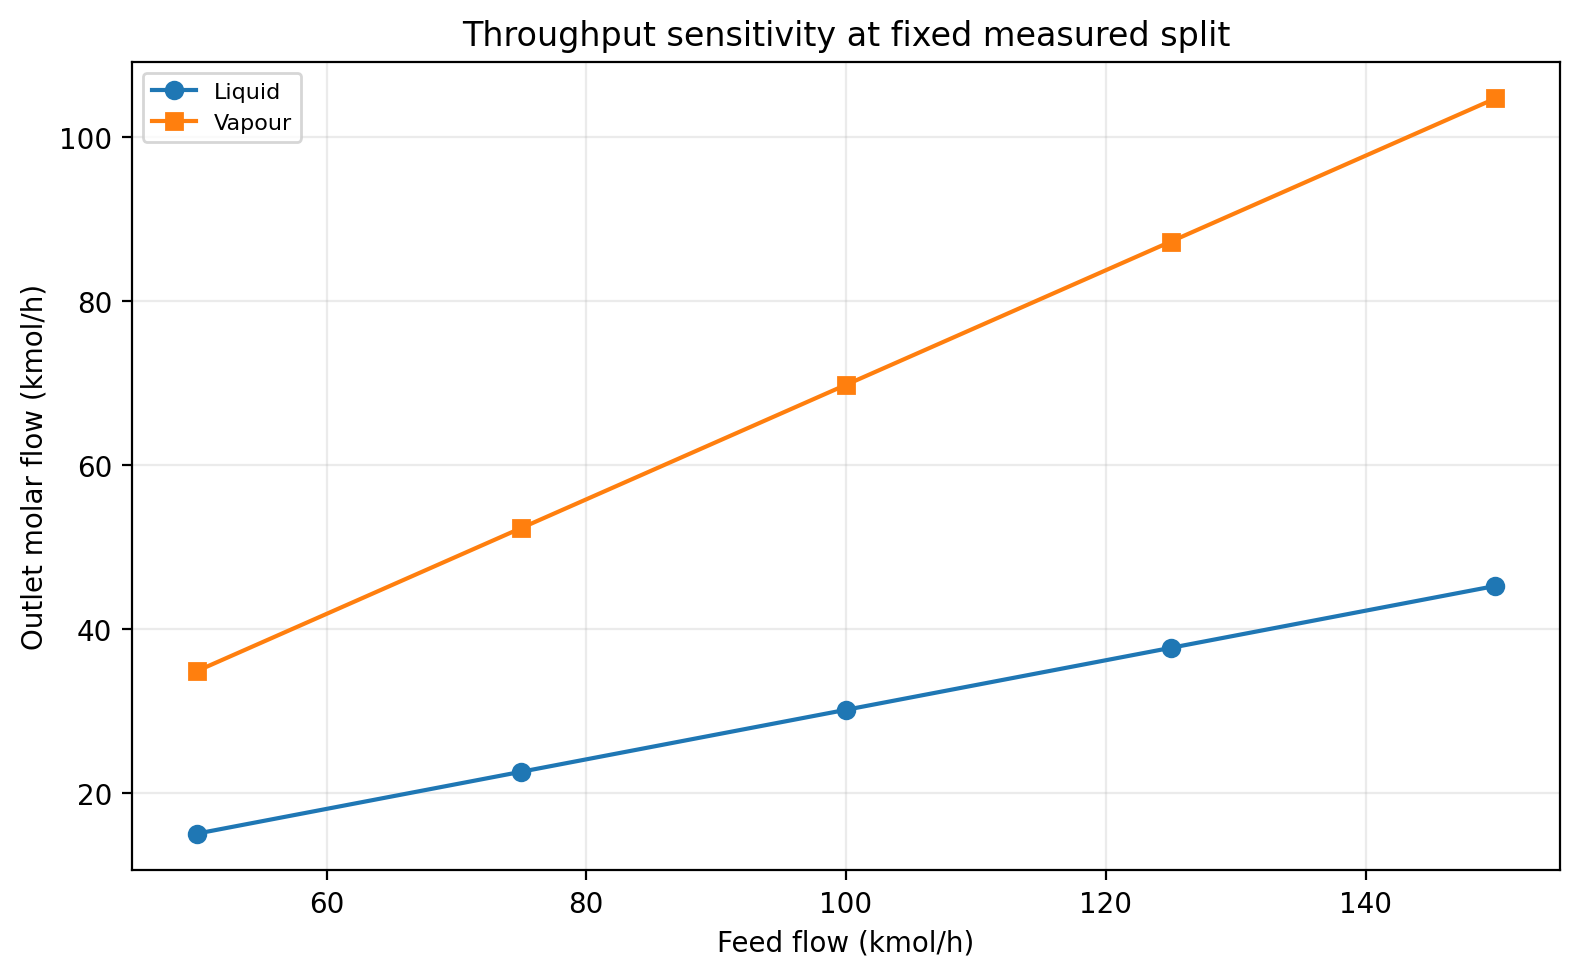 Throughput sensitivity at fixed measured split
Liquid
Vapour
100
80
60
40
20
Outlet molar flow (kmol/h)
60
80
100
120
140
Feed flow (kmol/h)